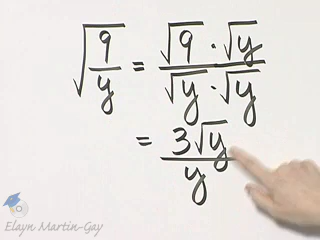 √(9/y) = (√9 · √y)/(√y · √y)
= (3√y)/y
Elayn Martin-Gay